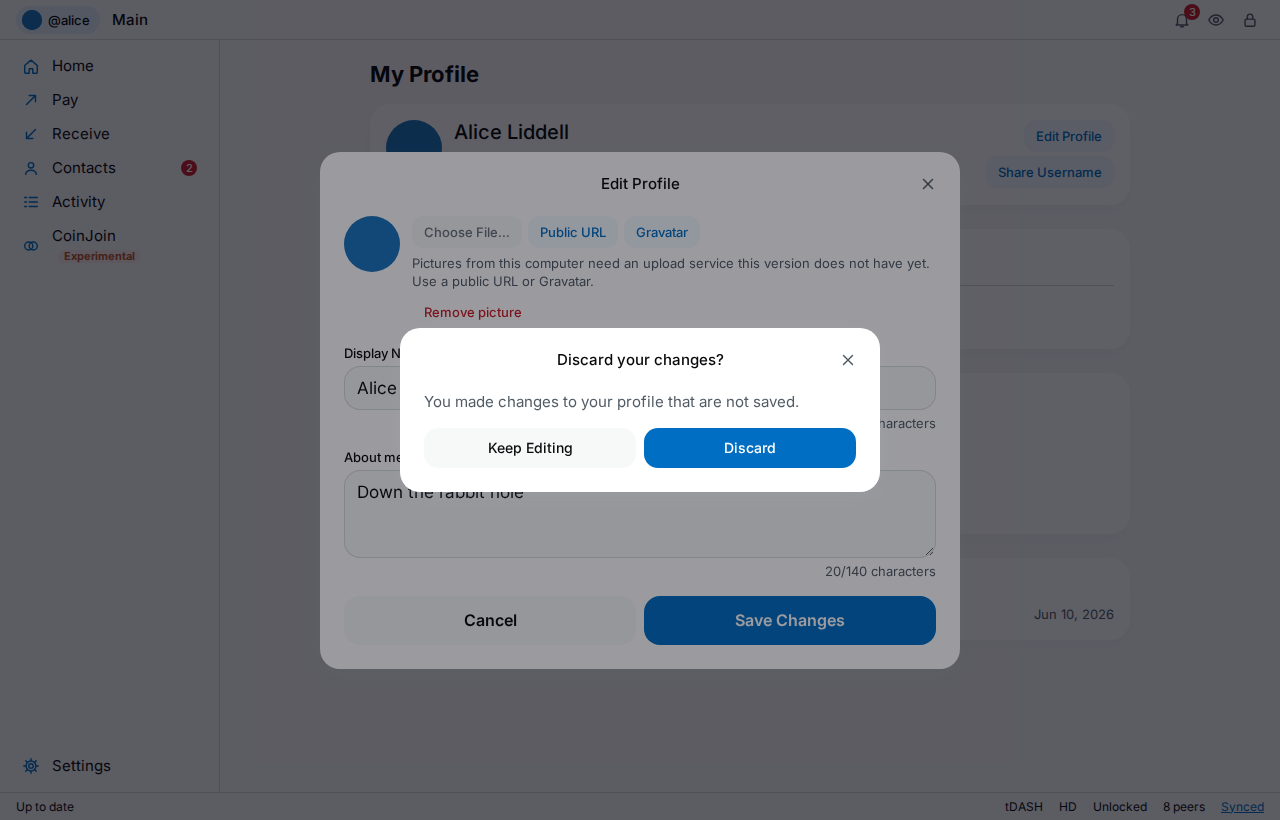 @alice Main 3
Home
Pay
Receive
Contacts 2
Activity
CoinJoin
Experimental
Settings
My Profile
Alice Liddell
Edit Profile
Share Username
Edit Profile
Choose File... Public URL Gravatar
Pictures from this computer need an upload service this version does not have yet.
Use a public URL or Gravatar.
Remove picture
Display N
Alice
haracters
About me
Down the rabbit hole
20/140 characters
Cancel Save Changes
Discard your changes?
You made changes to your profile that are not saved.
Keep Editing Discard
Jun 10, 2026
Up to date tDASH HD Unlocked 8 peers Synced